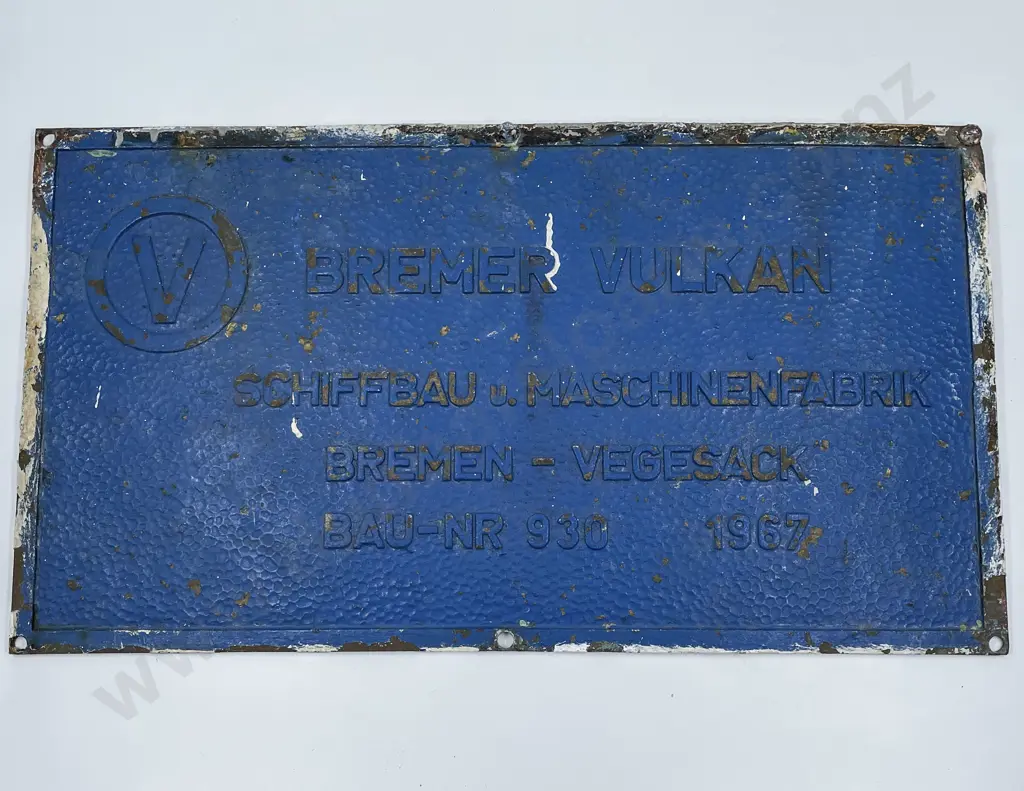 V
BREMER VULKAN
SCHIFFBAU u. MASCHINENFABRIK
BREMEN - VEGESACK
BAU-NR 930 1967